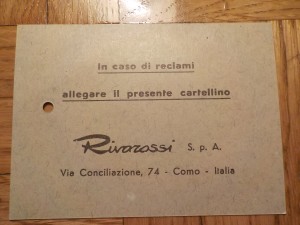 In caso di reclami
allegare il presente cartellino
Rivarossi S. p. A.
Via Conciliazione, 74 - Como - Italia